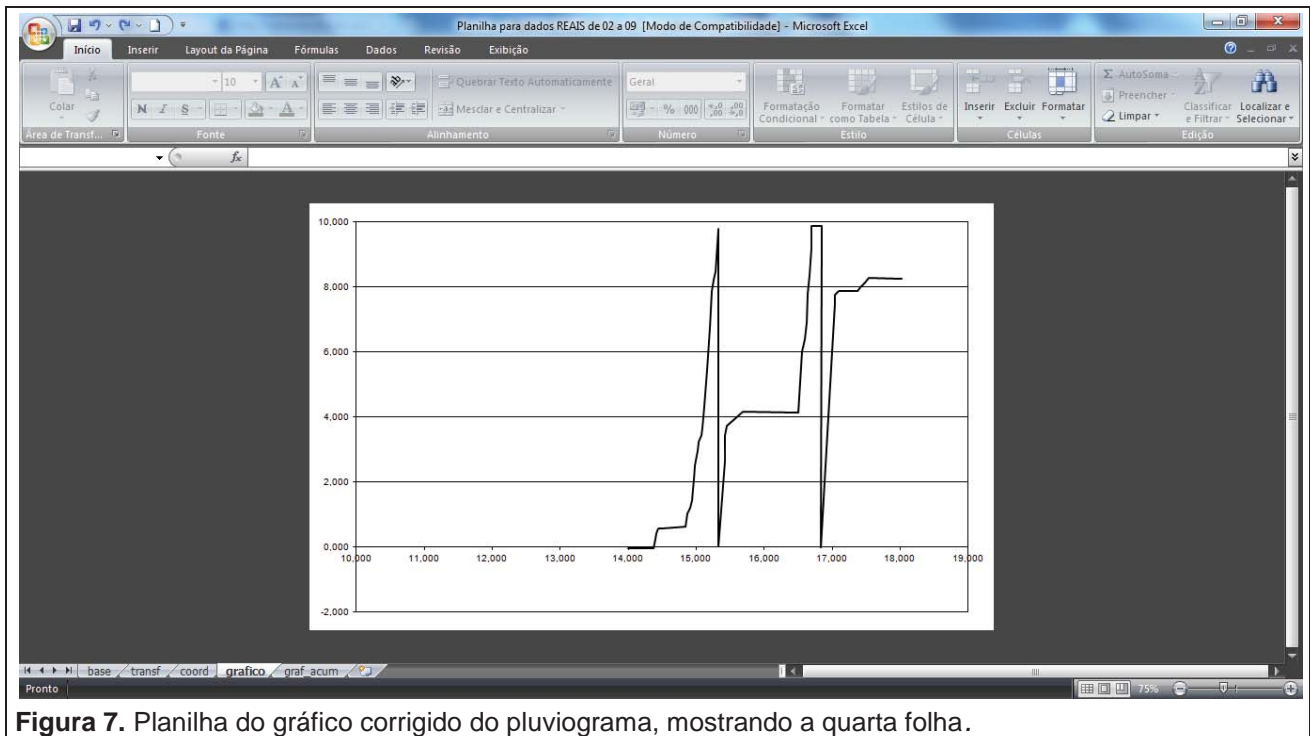 Planilha para dados REAIS de 02 a 09 [Modo de Compatibilidade] - Microsoft Excel
Início Inserir Layout da Página Fórmulas Dados Revisão Exibição
Colar
10
A A
Quebrar Texto Automaticamente
Geral
N I S
A
Mesclar e Centralizar
% 000
Formatação Condicional
Formatar como Tabela
Estilos de Célula
Inserir Excluir Formatar
Σ AutoSoma
Preencher
Limpar
Classificar e Filtrar
Localizar e Selecionar
Área de Transf... Fonte Alinhamento Número Estilo Células Edição
fx
10,000
8,000
6,000
4,000
2,000
0,000
10,000 11,000 12,000 13,000 14,000 15,000 16,000 17,000 18,000 19,000
-2,000
base transf coord grafico graf_acum
Pronto 75%
Figura 7. Planilha do gráfico corrigido do pluviograma, mostrando a quarta folha.